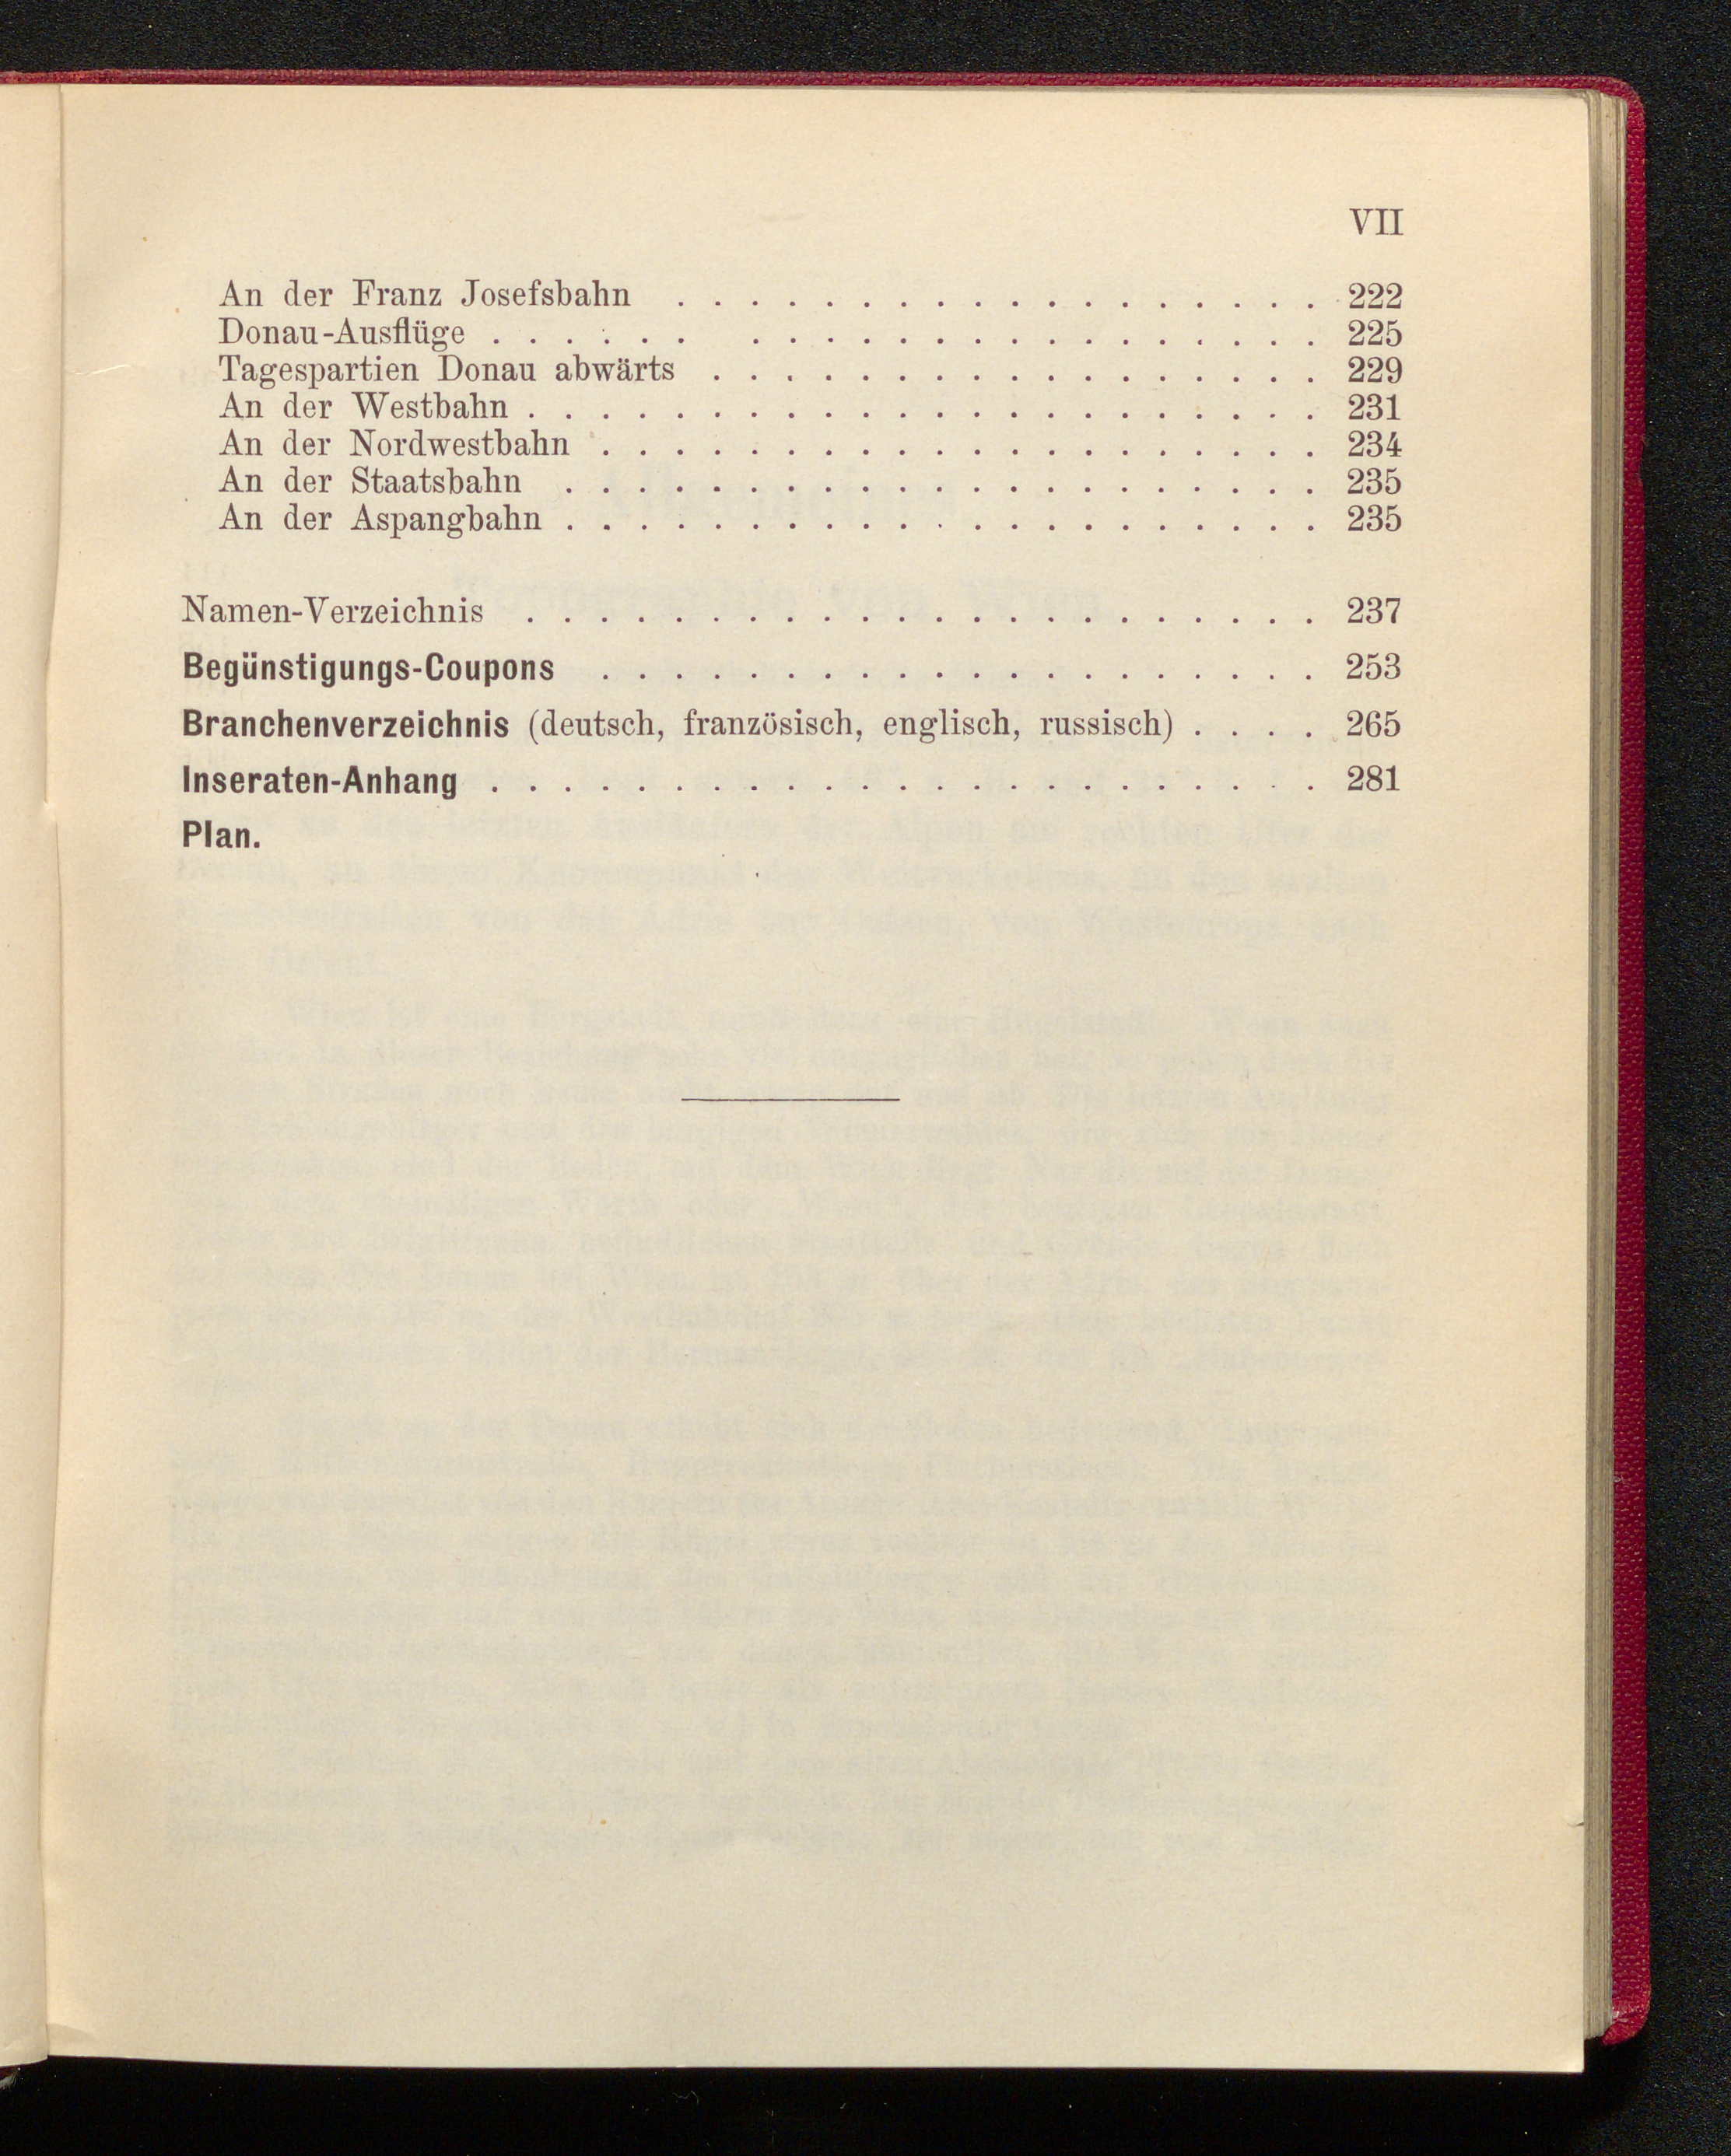 VII
An der Franz Josefsbahn . . . . . . . . . . . . . . . . . . 222
Donau-Ausflüge . . . . . . . . . . . . . . . . . . . . . . 225
Tagespartien Donau abwärts . . . . . . . . . . . . . . . . . 229
An der Westbahn . . . . . . . . . . . . . . . . . . . . . . 231
An der Nordwestbahn . . . . . . . . . . . . . . . . . . . . 234
An der Staatsbahn . . . . . . . . . . . . . . . . . . . . . 235
An der Aspangbahn . . . . . . . . . . . . . . . . . . . . . 235
Namen-Verzeichnis . . . . . . . . . . . . . . . . . . . . . . 237
Begünstigungs-Coupons . . . . . . . . . . . . . . . . . . . . 253
Branchenverzeichnis (deutsch, französisch, englisch, russisch) . . . . 265
Inseraten-Anhang . . . . . . . . . . . . . . . . . . . . . . . 281
Plan.